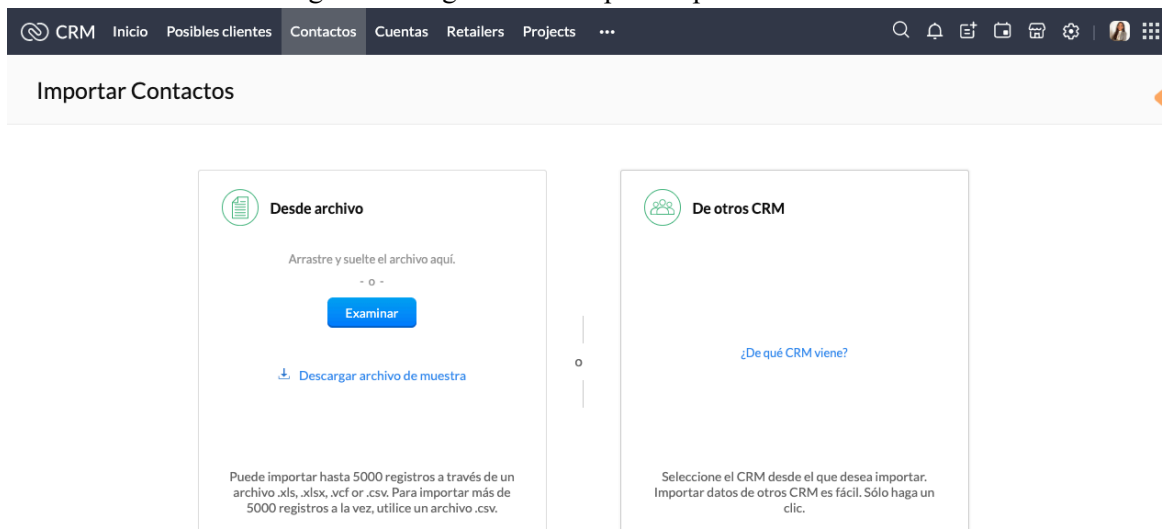 CRM Inicio Posibles clientes Contactos Cuentas Retailers Projects •••
Importar Contactos
Desde archivo
Arrastre y suelte el archivo aquí.
- o -
Examinar
Descargar archivo de muestra
Puede importar hasta 5000 registros a través de un
archivo .xls, .xlsx, .vcf or .csv. Para importar más de
5000 registros a la vez, utilice un archivo .csv.
o
De otros CRM
¿De qué CRM viene?
Seleccione el CRM desde el que desea importar.
Importar datos de otros CRM es fácil. Sólo haga un
clic.